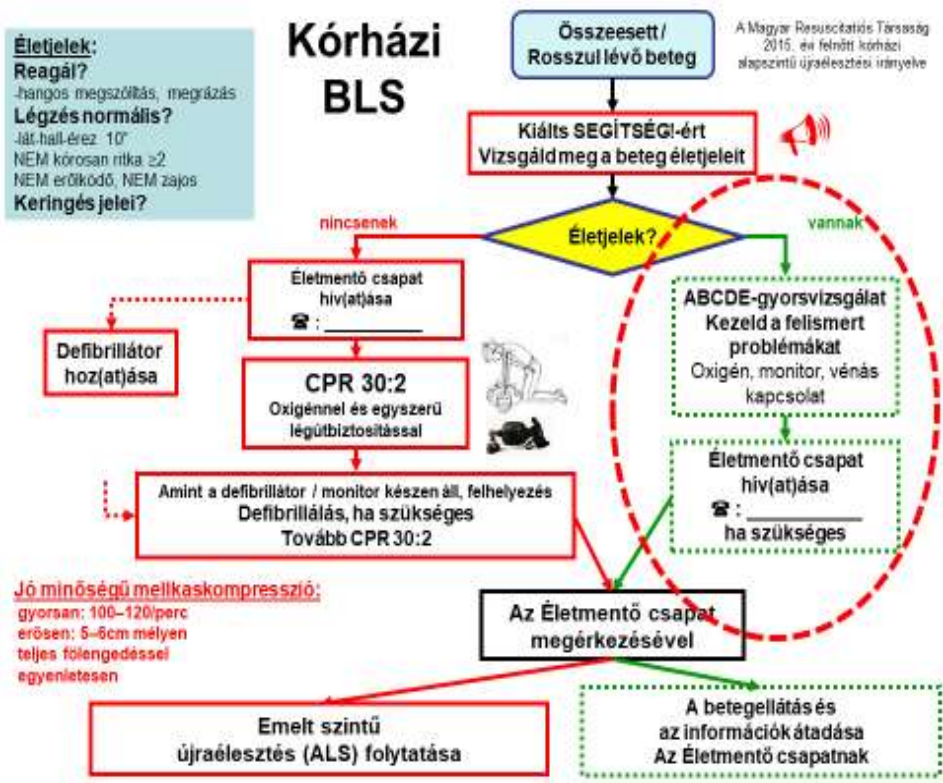 Kórházi
BLS
Életjelek:
Reagál?
-hangos megszólítás, megrázás
Légzés normális?
-lát-hall-érez 10"
NEM kórosan ritka ≥2
NEM erőlködő, NEM zajos
Keringés jelei?
Összeesett /
Rosszul lévő beteg
A Magyar Resuscitatiós Társaság
2015. évi felnőtt kórházi
alapszintű újraélesztési irányelve
Kiálts SEGÍTSÉG!-ért
Vizsgáld meg a beteg életjeleit
Életjelek?
nincsenek
vannak
Életmentő csapat
hív(at)ása
☎ : __________
Defibrillátor
hoz(at)ása
CPR 30:2
Oxigénnel és egyszerű
légútbiztosítással
Amint a defibrillátor / monitor készen áll, felhelyezés
Defibrillálás, ha szükséges
Tovább CPR 30:2
ABCDE-gyorsvizsgálat
Kezeld a felismert
problémákat
Oxigén, monitor, vénás
kapcsolat
Életmentő csapat
hív(at)ása
☎ : __________
ha szükséges
Jó minőségű mellkaskompresszió:
gyorsan: 100–120/perc
erősen: 5–6cm mélyen
teljes fölengedéssel
egyenletesen
Az Életmentő csapat
megérkezésével
Emelt szintű
újraélesztés (ALS) folytatása
A betegellátás és
az információk átadása
Az Életmentő csapatnak